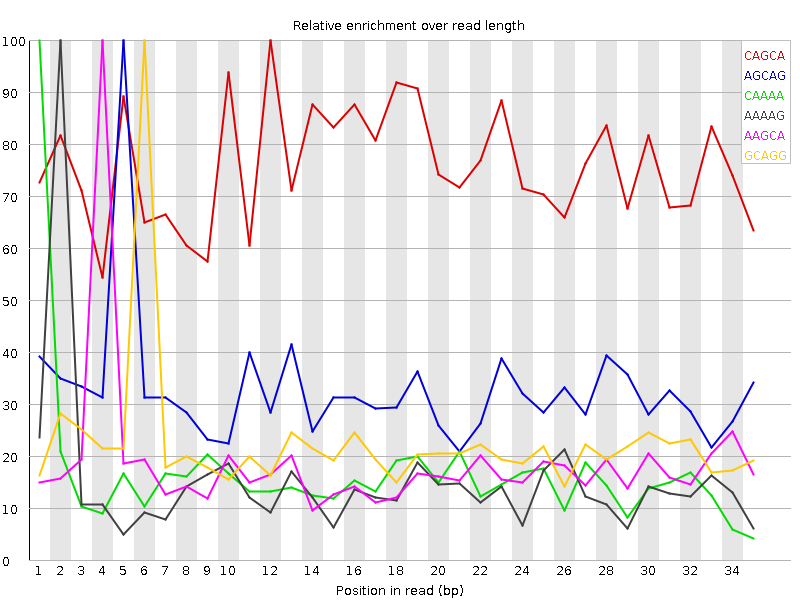 Relative enrichment over read length
100
90
80
70
60
50
40
30
20
10
0
CAGCA
AGCAG
CAAAA
AAAAG
AAGCA
GCAGG
1 2 3 4 5 6 7 8 9 10 12 14 16 18 20 22 24 26 28 30 32 34
Position in read (bp)